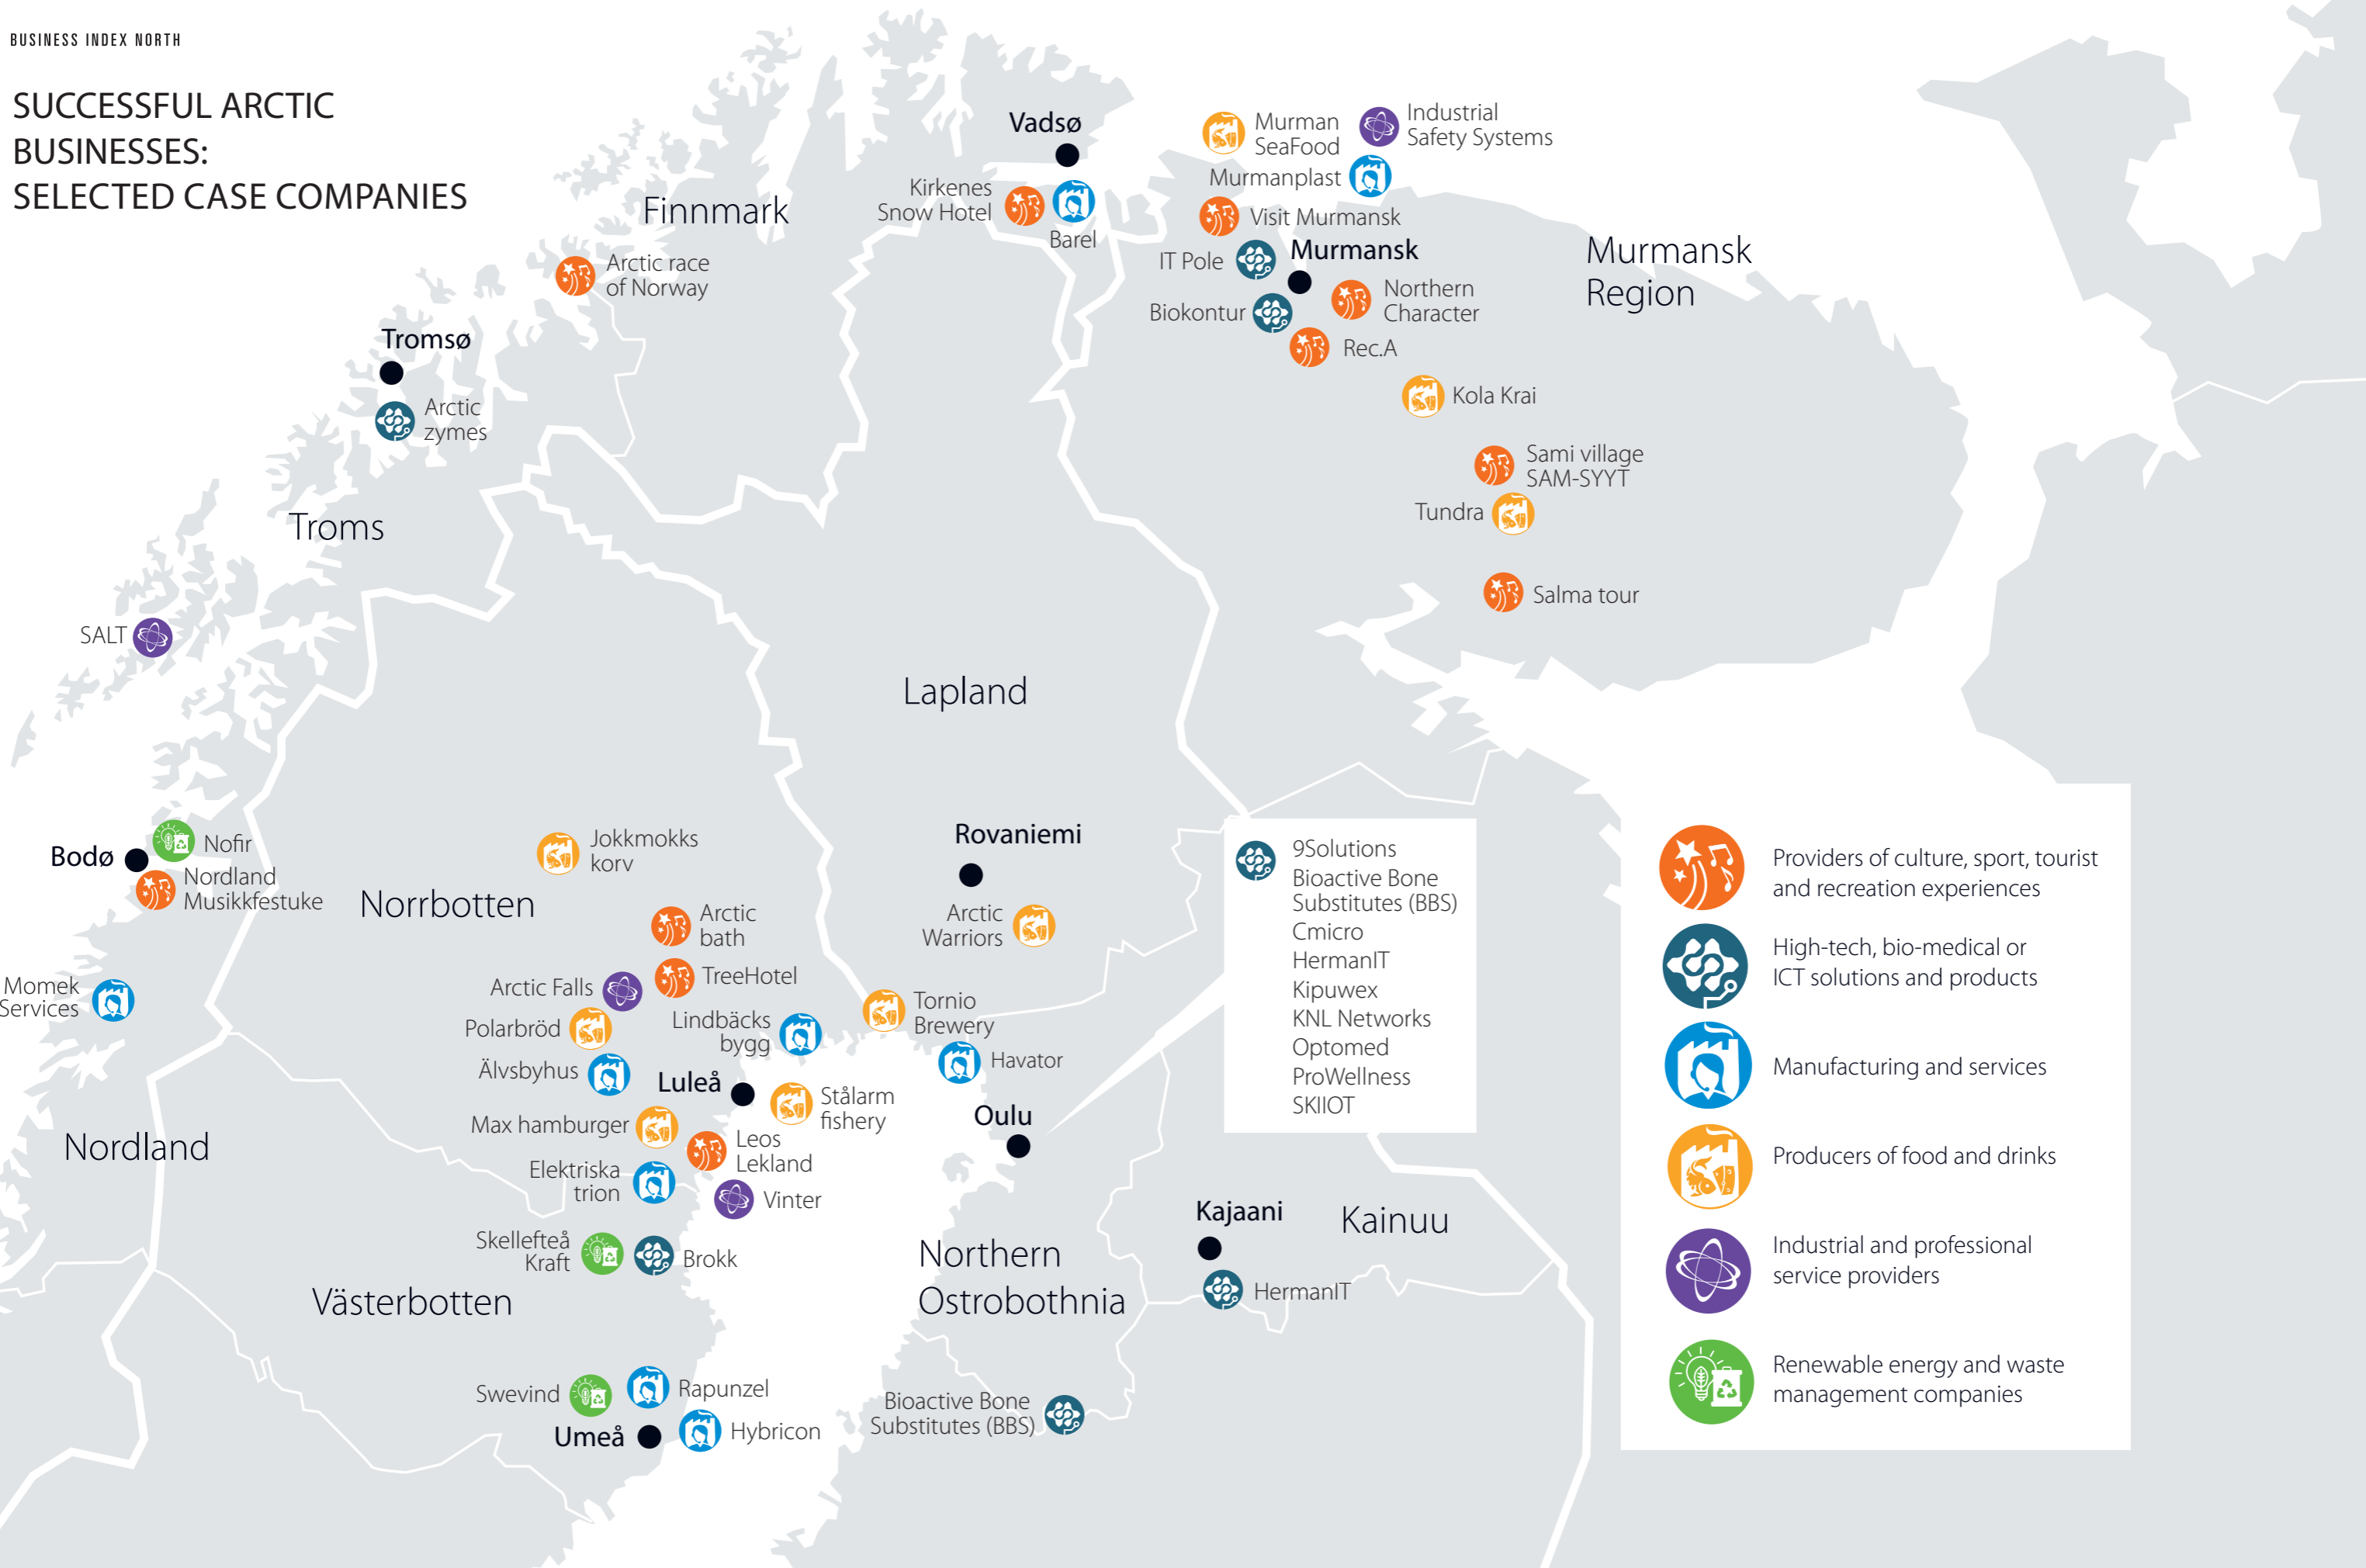 BUSINESS INDEX NORTH
SUCCESSFUL ARCTIC
BUSINESSES:
SELECTED CASE COMPANIES
Vadsø
Murman
SeaFood
Industrial
Safety Systems
Murmanplast
Kirkenes
Snow Hotel
Barel
Finnmark
Visit Murmansk
IT Pole
Murmansk
Murmansk
Region
Arctic race
of Norway
Northern
Character
Biokontur
Rec.A
Tromsø
Arctic
zymes
Kola Krai
Sami village
SAM-SYYT
Tundra
Troms
Salma tour
SALT
Lapland
Bodø
Nofir
Nordland
Musikkfestuke
Jokkmokks
korv
Norrbotten
Rovaniemi
Arctic
Warriors
Arctic
bath
TreeHotel
Arctic Falls
Momek
Services
Polarbröd
Lindbäcks
bygg
Tornio
Brewery
Havator
Älvsbyhus
Luleå
Stålarm
fishery
Oulu
Max hamburger
Leos
Lekland
Nordland
Elektriska
trion
Vinter
Skellefteå
Kraft
Brokk
Västerbotten
Northern
Ostrobothnia
Kajaani
Kainuu
HermanIT
Swevind
Rapunzel
Umeå
Hybricon
Bioactive Bone
Substitutes (BBS)
9Solutions
Bioactive Bone
Substitutes (BBS)
Cmicro
HermanIT
Kipuwex
KNL Networks
Optomed
ProWellness
SKIIOT
Providers of culture, sport, tourist
and recreation experiences
High-tech, bio-medical or
ICT solutions and products
Manufacturing and services
Producers of food and drinks
Industrial and professional
service providers
Renewable energy and waste
management companies